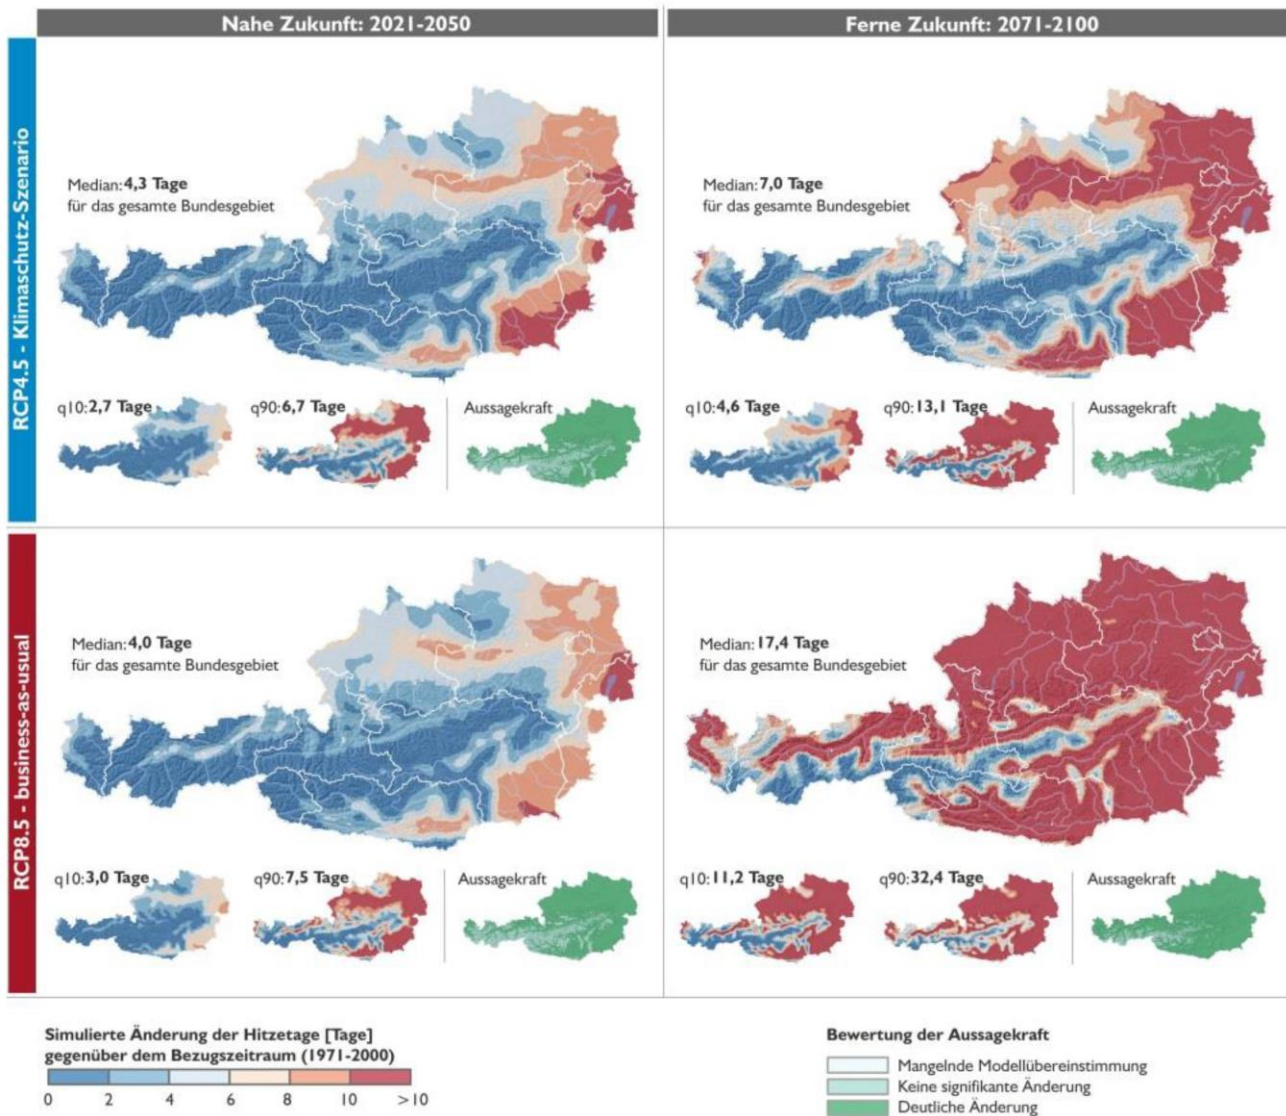 Nahe Zukunft: 2021-2050
Ferne Zukunft: 2071-2100
RCP4.5 - Klimaschutz-Szenario
Median: 4,3 Tage
für das gesamte Bundesgebiet
Median: 7,0 Tage
für das gesamte Bundesgebiet
q10: 2,7 Tage
q90: 6,7 Tage
Aussagekraft
q10: 4,6 Tage
q90: 13,1 Tage
Aussagekraft
RCP8.5 - business-as-usual
Median: 4,0 Tage
für das gesamte Bundesgebiet
Median: 17,4 Tage
für das gesamte Bundesgebiet
q10: 3,0 Tage
q90: 7,5 Tage
Aussagekraft
q10: 11,2 Tage
q90: 32,4 Tage
Aussagekraft
Simulierte Änderung der Hitzetage [Tage]
gegenüber dem Bezugszeitraum (1971-2000)
0 2 4 6 8 10 >10
Bewertung der Aussagekraft
Mangelnde Modellübereinstimmung
Keine signifikante Änderung
Deutliche Änderung